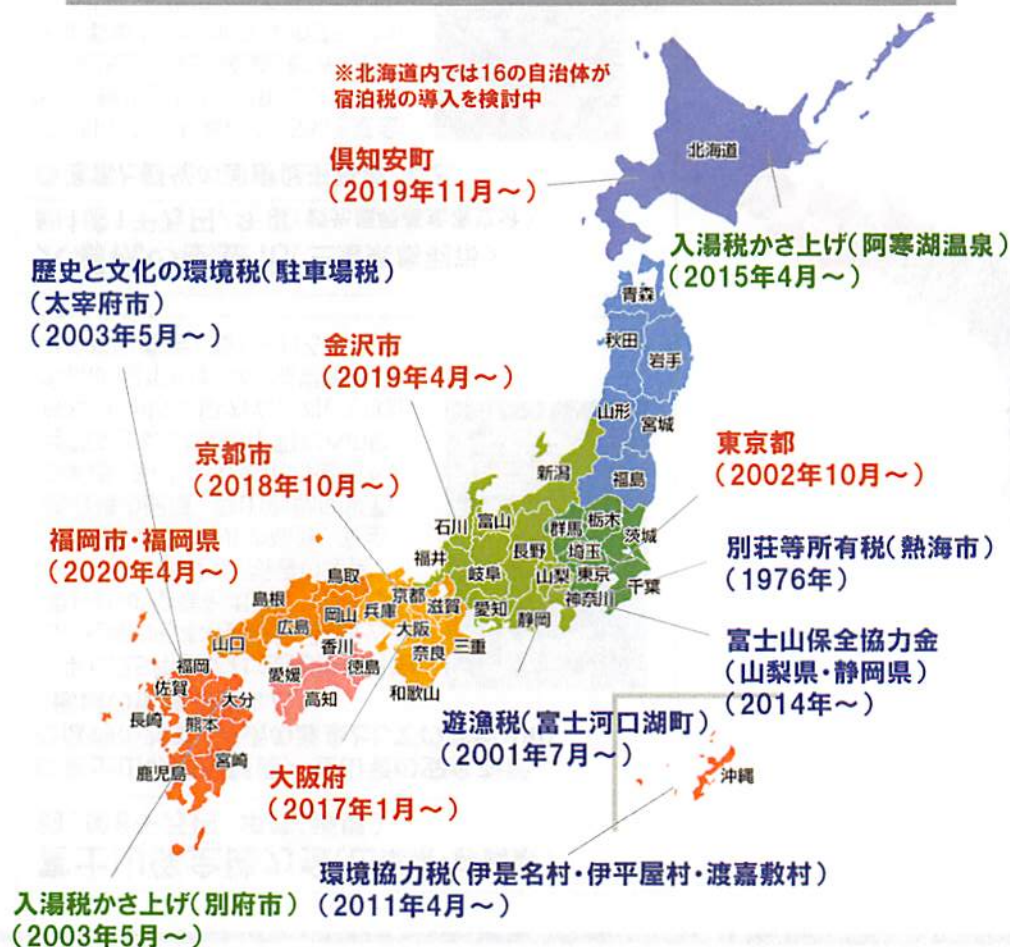 ※北海道内では16の自治体が
宿泊税の導入を検討中
倶知安町
(2019年11月～)
北海道
入湯税かさ上げ(阿寒湖温泉)
(2015年4月～)
歴史と文化の環境税(駐車場税)
(太宰府市)
(2003年5月～)
金沢市
(2019年4月～)
京都市
(2018年10月～)
福岡市・福岡県
(2020年4月～)
東京都
(2002年10月～)
別荘等所有税(熱海市)
(1976年)
富士山保全協力金
(山梨県・静岡県)
(2014年～)
遊漁税(富士河口湖町)
(2001年7月～)
大阪府
(2017年1月～)
環境協力税(伊是名村・伊平屋村・渡嘉敷村)
(2011年4月～)
入湯税かさ上げ(別府市)
(2003年5月～)
青森
秋田
岩手
山形
宮城
新潟
福島
石川
富山
群馬
栃木
茨城
福井
長野
埼玉
岐阜
山梨
東京
千葉
神奈川
愛知
静岡
鳥取
島根
岡山
兵庫
京都
滋賀
広島
大阪
三重
山口
香川
奈良
愛媛
徳島
高知
和歌山
福岡
佐賀
大分
長崎
熊本
宮崎
鹿児島
沖縄